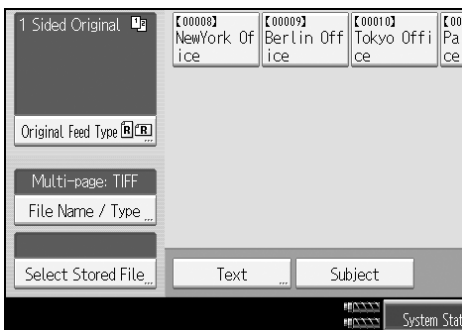 1 Sided Original
【00008】
NewYork Of
ice
【00009】
Berlin Off
ice
【00010】
Tokyo Offi
ce
【00
Pa
ce
Original Feed Type
Multi-page: TIFF
File Name / Type
Select Stored File
Text
Subject
System Stat